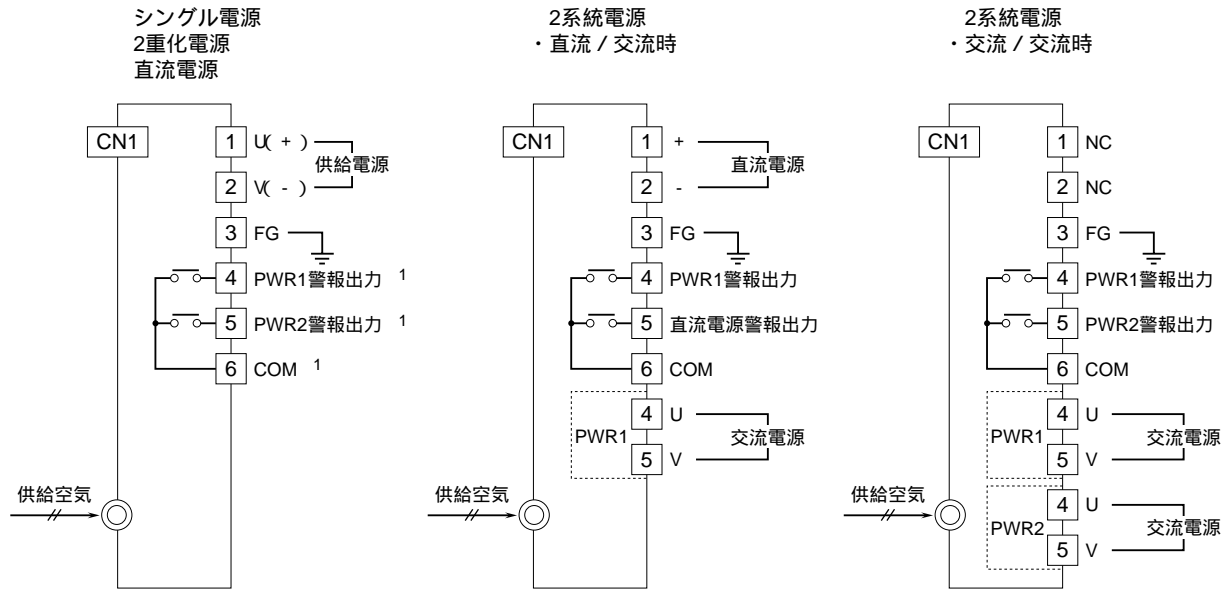 シングル電源
2重化電源
直流電源
CN1
1 U( + )
供給電源
2 V( - )
3 FG
4 PWR1警報出力 1
5 PWR2警報出力 1
6 COM 1
供給空気
2系統電源
・直流 / 交流時
CN1
1 +
直流電源
2 -
3 FG
4 PWR1警報出力
5 直流電源警報出力
6 COM
PWR1
4 U
交流電源
5 V
供給空気
2系統電源
・交流 / 交流時
CN1
1 NC
2 NC
3 FG
4 PWR1警報出力
5 PWR2警報出力
6 COM
PWR1
4 U
交流電源
5 V
PWR2
4 U
交流電源
5 V
供給空気